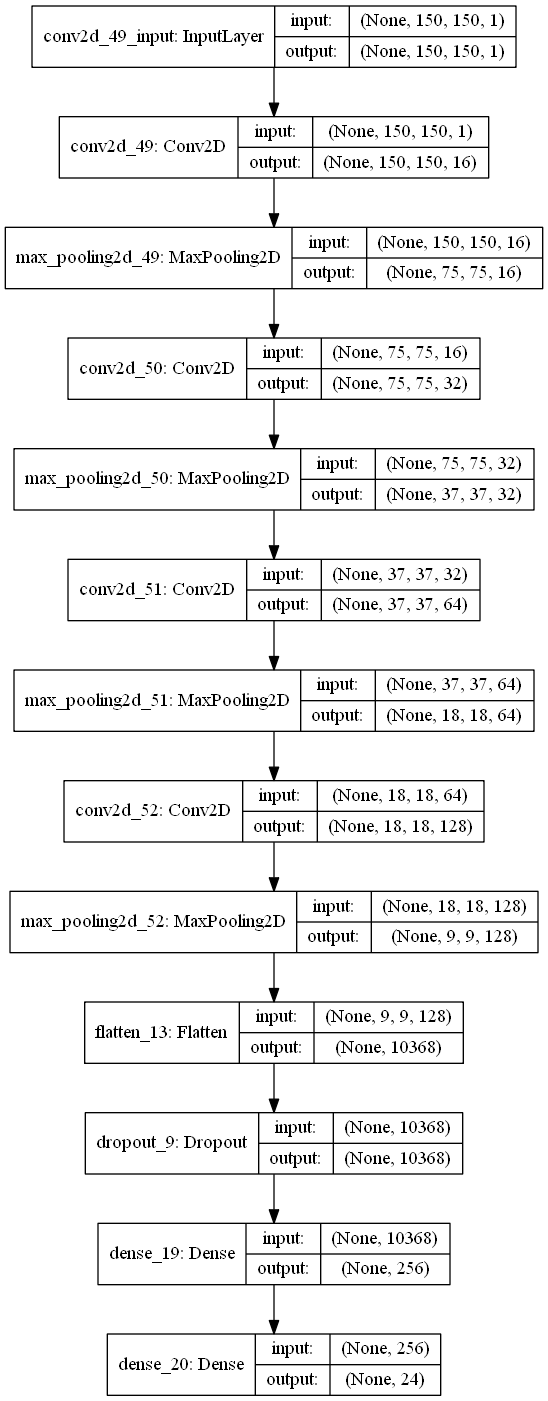 conv2d_49_input: InputLayer input: (None, 150, 150, 1)
output: (None, 150, 150, 1)
conv2d_49: Conv2D input: (None, 150, 150, 1)
output: (None, 150, 150, 16)
max_pooling2d_49: MaxPooling2D input: (None, 150, 150, 16)
output: (None, 75, 75, 16)
conv2d_50: Conv2D input: (None, 75, 75, 16)
output: (None, 75, 75, 32)
max_pooling2d_50: MaxPooling2D input: (None, 75, 75, 32)
output: (None, 37, 37, 32)
conv2d_51: Conv2D input: (None, 37, 37, 32)
output: (None, 37, 37, 64)
max_pooling2d_51: MaxPooling2D input: (None, 37, 37, 64)
output: (None, 18, 18, 64)
conv2d_52: Conv2D input: (None, 18, 18, 64)
output: (None, 18, 18, 128)
max_pooling2d_52: MaxPooling2D input: (None, 18, 18, 128)
output: (None, 9, 9, 128)
flatten_13: Flatten input: (None, 9, 9, 128)
output: (None, 10368)
dropout_9: Dropout input: (None, 10368)
output: (None, 10368)
dense_19: Dense input: (None, 10368)
output: (None, 256)
dense_20: Dense input: (None, 256)
output: (None, 24)